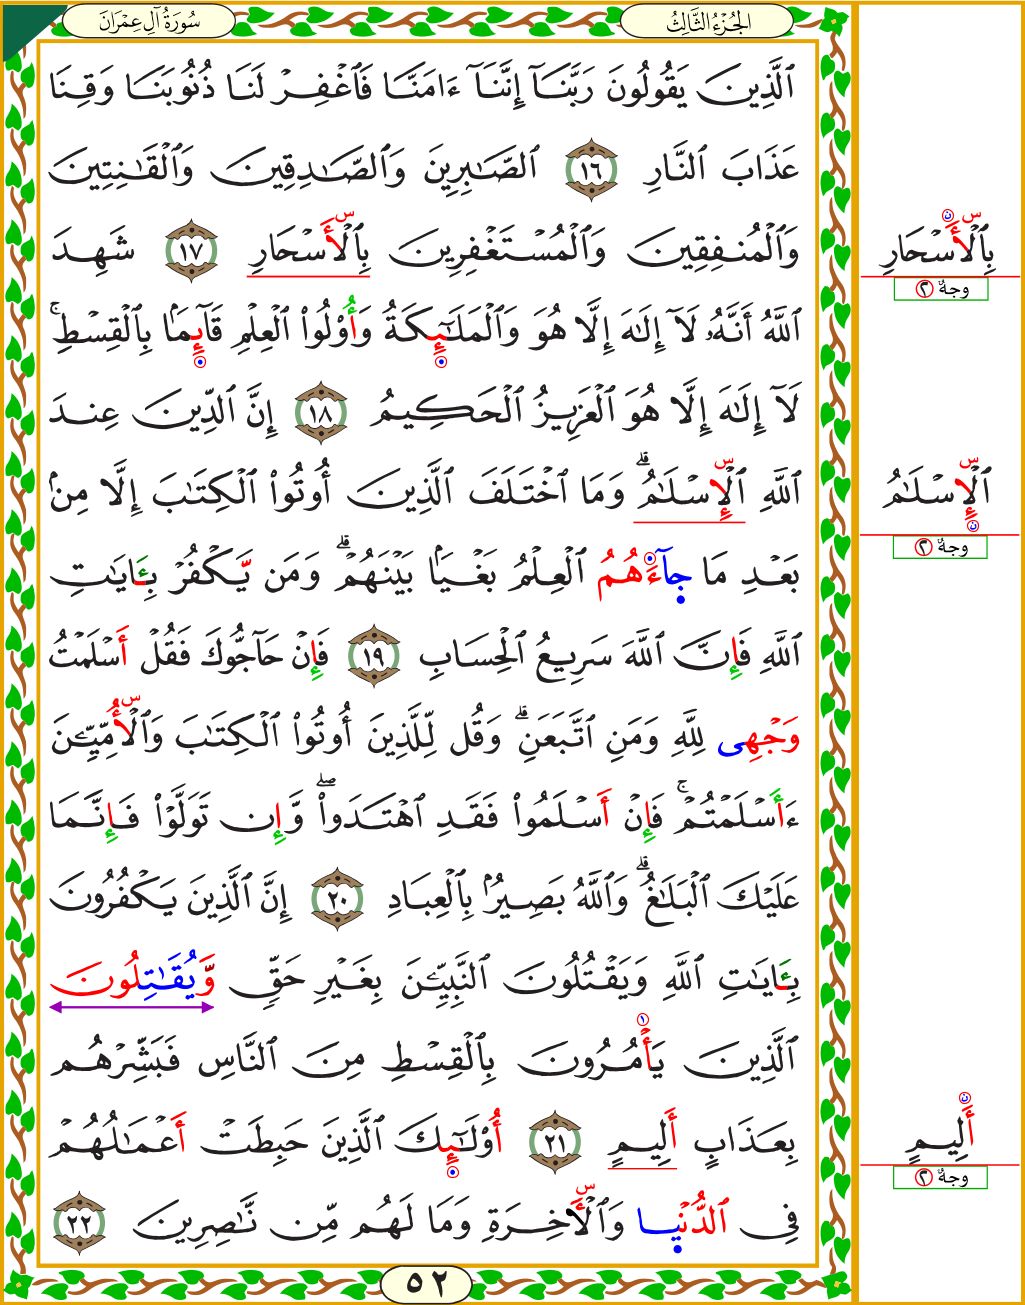 سُورَةُ آلِ عِمْرَانَ
الجُزْءُ الثَّالِثُ
ٱلَّذِينَ يَقُولُونَ رَبَّنَآ إِنَّنَآ ءَامَنَّا فَٱغْفِرْ لَنَا ذُنُوبَنَا وَقِنَا
عَذَابَ ٱلنَّارِ ١٦ ٱلصَّٰبِرِينَ وَٱلصَّٰدِقِينَ وَٱلْقَٰنِتِينَ
وَٱلْمُنفِقِينَ وَٱلْمُسْتَغْفِرِينَ بِٱلْأَسْحَارِ ١٧ شَهِدَ
ٱللَّهُ أَنَّهُۥ لَآ إِلَٰهَ إِلَّا هُوَ وَٱلْمَلَٰٓئِكَةُ وَأُو۟لُوا۟ ٱلْعِلْمِ قَآئِمًۢا بِٱلْقِسْطِ ۚ
لَآ إِلَٰهَ إِلَّا هُوَ ٱلْعَزِيزُ ٱلْحَكِيمُ ١٨ إِنَّ ٱلدِّينَ عِندَ
ٱللَّهِ ٱلْإِسْلَٰمُ ۗ وَمَا ٱخْتَلَفَ ٱلَّذِينَ أُوتُوا۟ ٱلْكِتَٰبَ إِلَّا مِنۢ
بَعْدِ مَا جَآءَهُمُ ٱلْعِلْمُ بَغْيًۢا بَيْنَهُمْ ۗ وَمَن يَكْفُرْ بِـَٔايَٰتِ
ٱللَّهِ فَإِنَّ ٱللَّهَ سَرِيعُ ٱلْحِسَابِ ١٩ فَإِنْ حَآجُّوكَ فَقُلْ أَسْلَمْتُ
وَجْهِى لِلَّهِ وَمَنِ ٱتَّبَعَنِ ۗ وَقُل لِّلَّذِينَ أُوتُوا۟ ٱلْكِتَٰبَ وَٱلْأُمِّيِّـۧنَ
ءَأَسْلَمْتُمْ ۚ فَإِنْ أَسْلَمُوا۟ فَقَدِ ٱهْتَدَوا۟ ۖ وَّإِن تَوَلَّوْا۟ فَإِنَّمَا
عَلَيْكَ ٱلْبَلَٰغُ ۗ وَٱللَّهُ بَصِيرٌۢ بِٱلْعِبَادِ ٢٠ إِنَّ ٱلَّذِينَ يَكْفُرُونَ
بِـَٔايَٰتِ ٱللَّهِ وَيَقْتُلُونَ ٱلنَّبِيِّـۧنَ بِغَيْرِ حَقٍّ وَّيُقَٰتِلُونَ
ٱلَّذِينَ يَأْمُرُونَ بِٱلْقِسْطِ مِنَ ٱلنَّاسِ فَبَشِّرْهُم
بِعَذَابٍ أَلِيمٍ ٢١ أُو۟لَٰٓئِكَ ٱلَّذِينَ حَبِطَتْ أَعْمَٰلُهُمْ
فِى ٱلدُّنْيَا وَٱلْأَخِرَةِ وَمَا لَهُم مِّن نَّٰصِرِينَ ٢٢
٥٢
بِٱلْأَسْحَارِ
وجهٌ ٢
ٱلْإِسْلَٰمُ
وجهٌ ٢
أَلِيمٍ
وجهٌ ٢